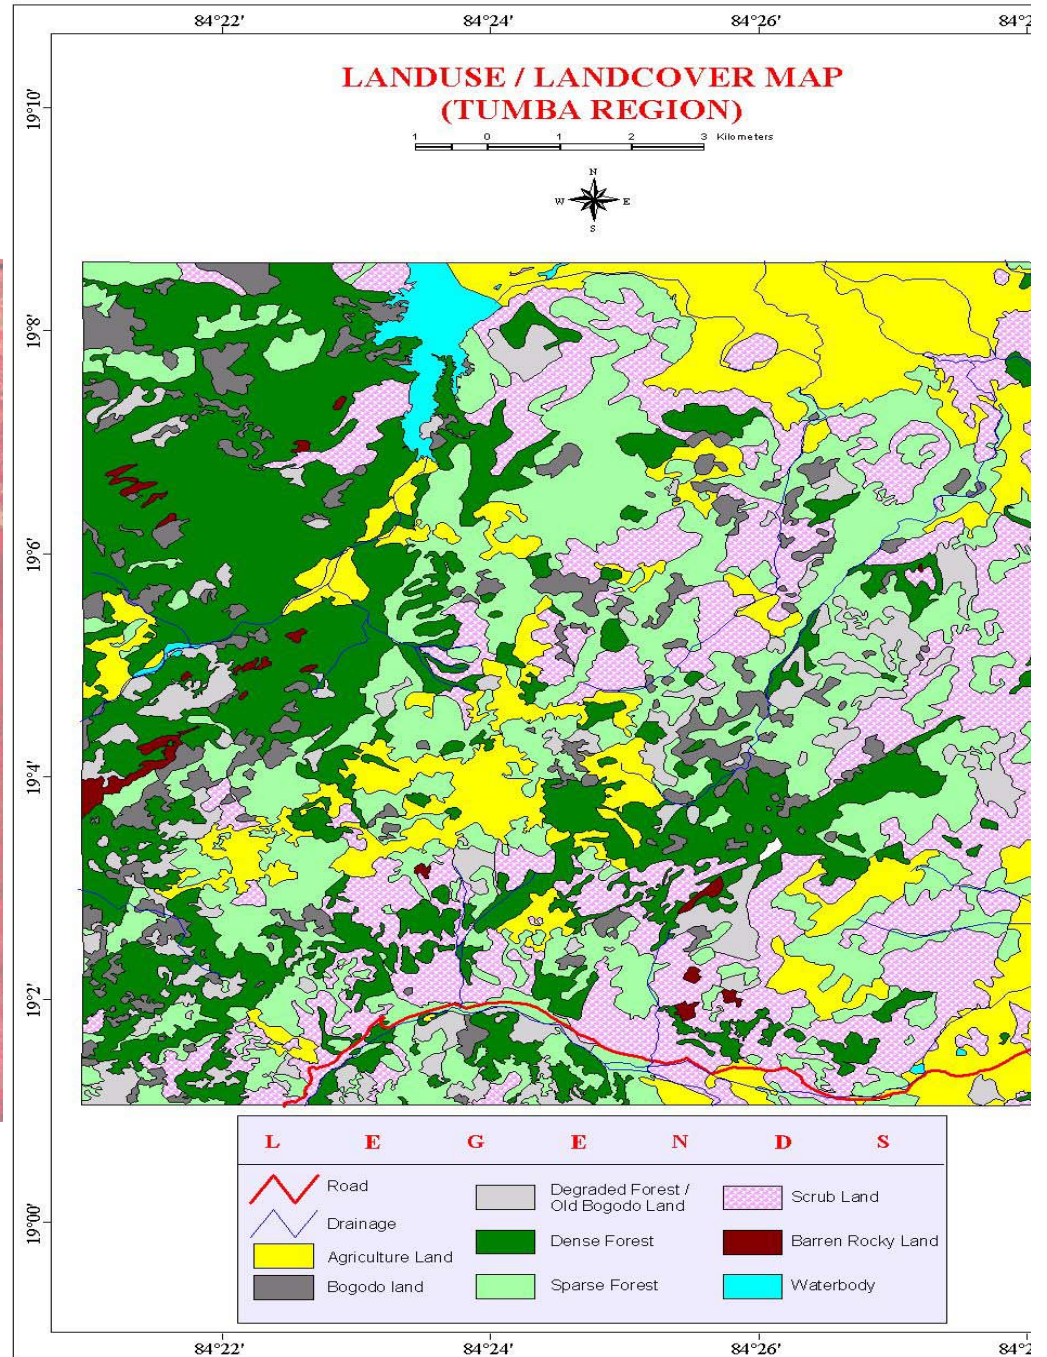 84°22′ 84°24′ 84°26′ 84°2
LANDUSE / LANDCOVER MAP
(TUMBA REGION)
1 0 1 2 3 Kilometers
N
W E
S
19°10′
19°8′
19°6′
19°4′
19°2′
19°00′
L E G E N D S
Road
Drainage
Agriculture Land
Bogodo land
Degraded Forest /
Old Bogodo Land
Dense Forest
Sparse Forest
Scrub Land
Barren Rocky Land
Waterbody
84°22′ 84°24′ 84°26′ 84°2